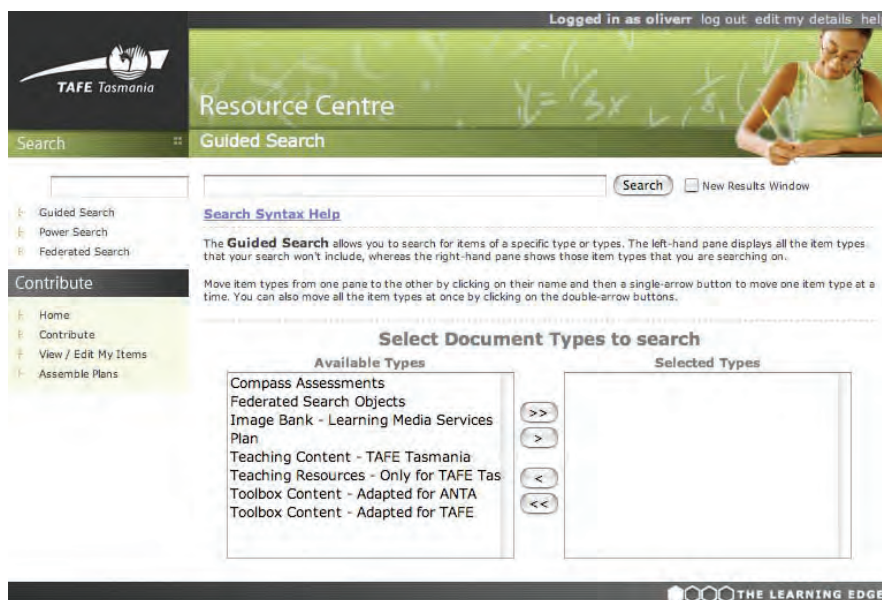 Logged in as oliverr log out edit my details hel
TAFE Tasmania
Resource Centre
Search
Guided Search
Search
New Results Window
Guided Search
Power Search
Federated Search
Search Syntax Help
The Guided Search allows you to search for items of a specific type or types. The left-hand pane displays all the item types
that your search won't include, whereas the right-hand pane shows those item types that you are searching on.
Move item types from one pane to the other by clicking on their name and then a single-arrow button to move one item type at a
time. You can also move all the item types at once by clicking on the double-arrow buttons.
Contribute
Home
Contribute
View / Edit My Items
Assemble Plans
Select Document Types to search
Available Types
Selected Types
Compass Assessments
Federated Search Objects
Image Bank - Learning Media Services
Plan
Teaching Content - TAFE Tasmania
Teaching Resources - Only for TAFE Tas
Toolbox Content - Adapted for ANTA
Toolbox Content - Adapted for TAFE
>>
>
<
<<
THE LEARNING EDGE